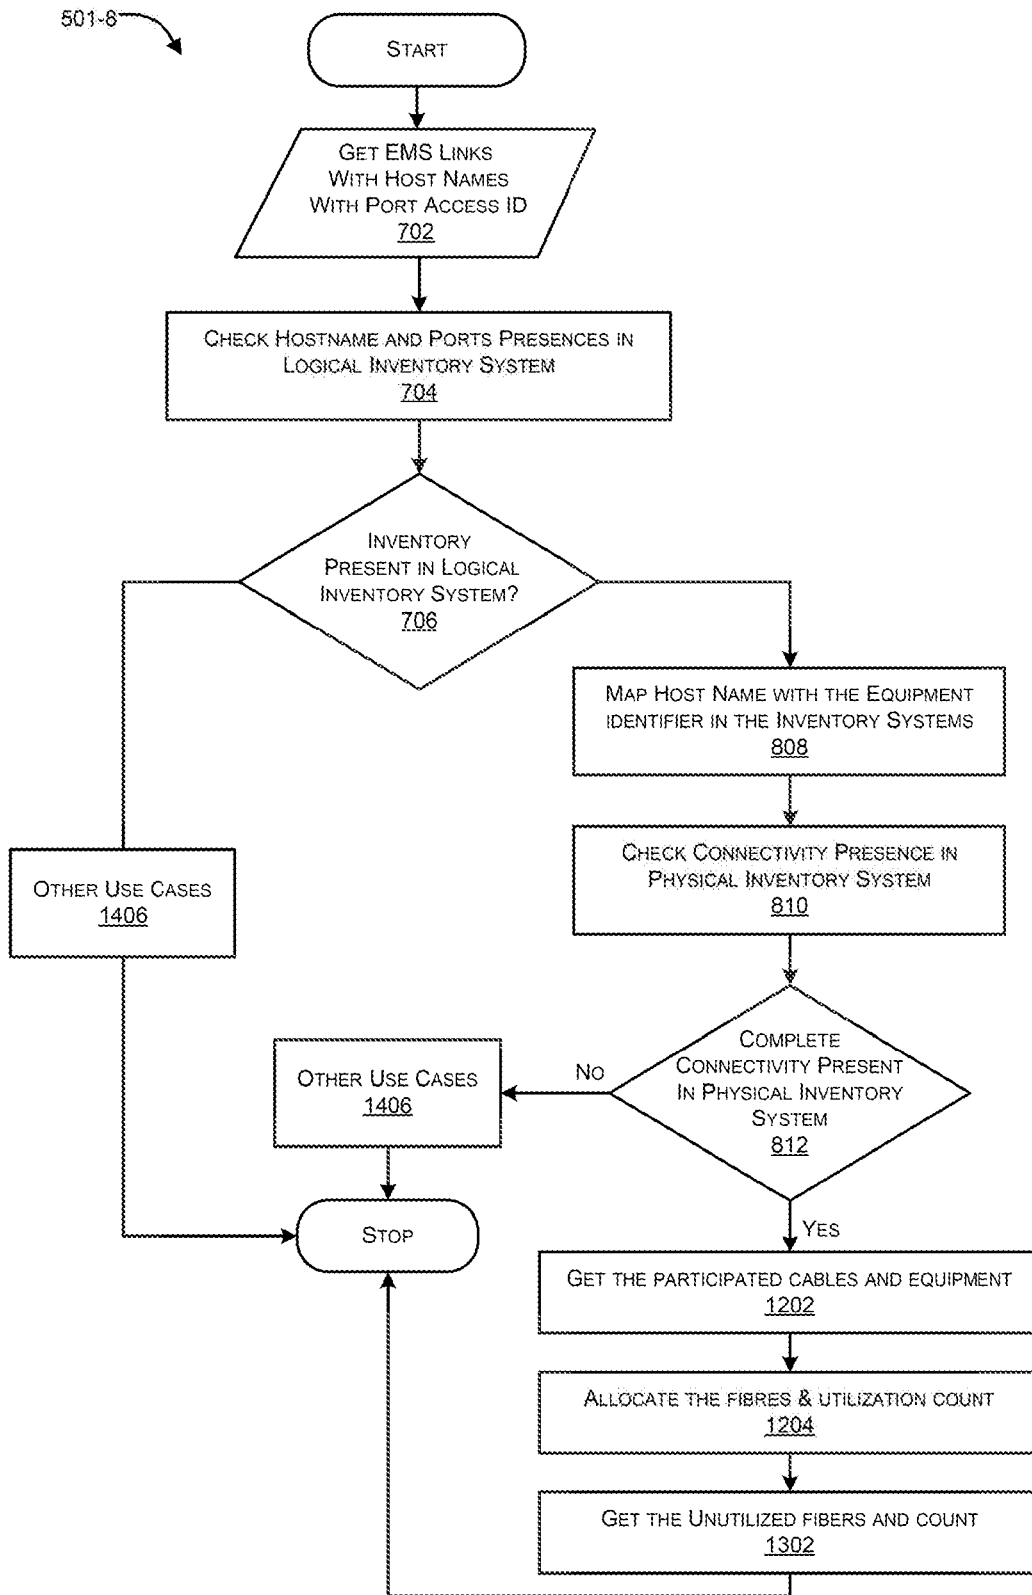 501-8
START
GET EMS LINKS
WITH HOST NAMES
WITH PORT ACCESS ID
702
CHECK HOSTNAME AND PORTS PRESENCES IN
LOGICAL INVENTORY SYSTEM
704
INVENTORY
PRESENT IN LOGICAL
INVENTORY SYSTEM?
706
MAP HOST NAME WITH THE EQUIPMENT
IDENTIFIER IN THE INVENTORY SYSTEMS
808
CHECK CONNECTIVITY PRESENCE IN
PHYSICAL INVENTORY SYSTEM
810
OTHER USE CASES
1406
COMPLETE
CONNECTIVITY PRESENT
IN PHYSICAL INVENTORY
SYSTEM
812
NO
OTHER USE CASES
1406
STOP
YES
GET THE PARTICIPATED CABLES AND EQUIPMENT
1202
ALLOCATE THE FIBRES & UTILIZATION COUNT
1204
GET THE UNUTILIZED FIBERS AND COUNT
1302